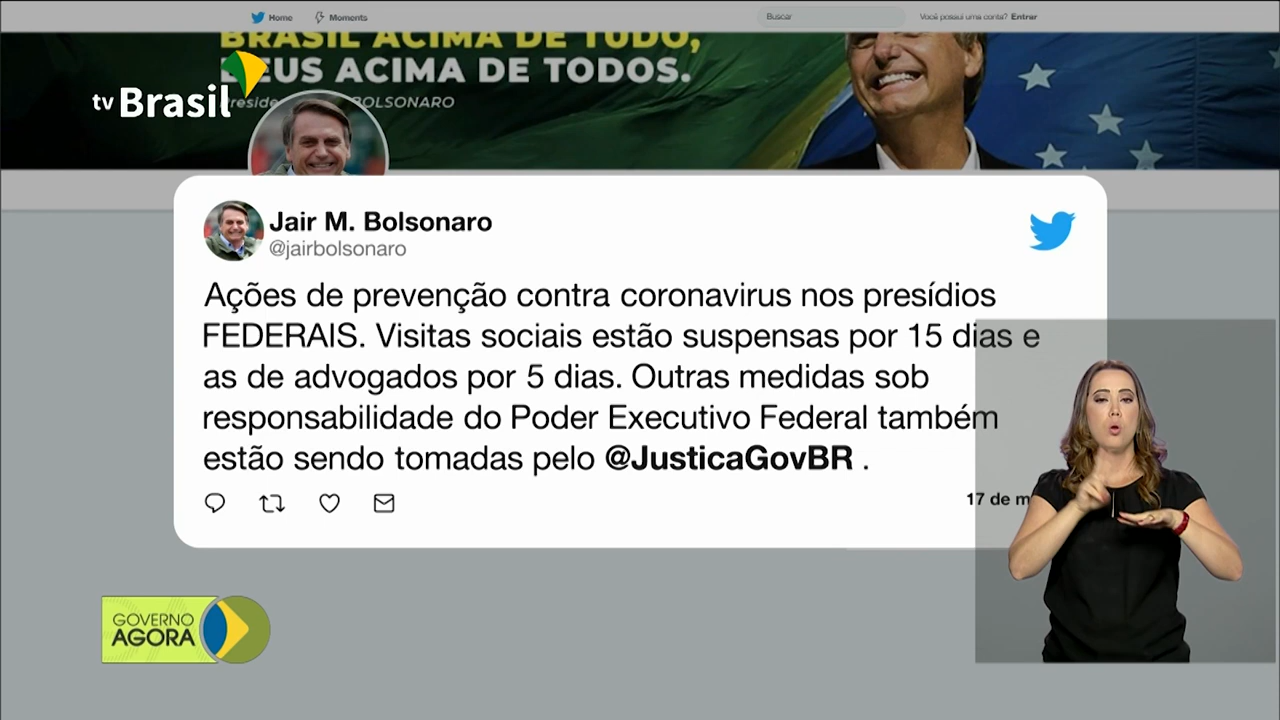 Home Moments Buscar Você possui uma conta? Entrar
BRASIL ACIMA DE TUDO,
DEUS ACIMA DE TODOS.
BOLSONARO
tv Brasil
Jair M. Bolsonaro
@jairbolsonaro
Ações de prevenção contra coronavirus nos presídios
FEDERAIS. Visitas sociais estão suspensas por 15 dias e
as de advogados por 5 dias. Outras medidas sob
responsabilidade do Poder Executivo Federal também
estão sendo tomadas pelo @JusticaGovBR .
17 de m
GOVERNO
AGORA